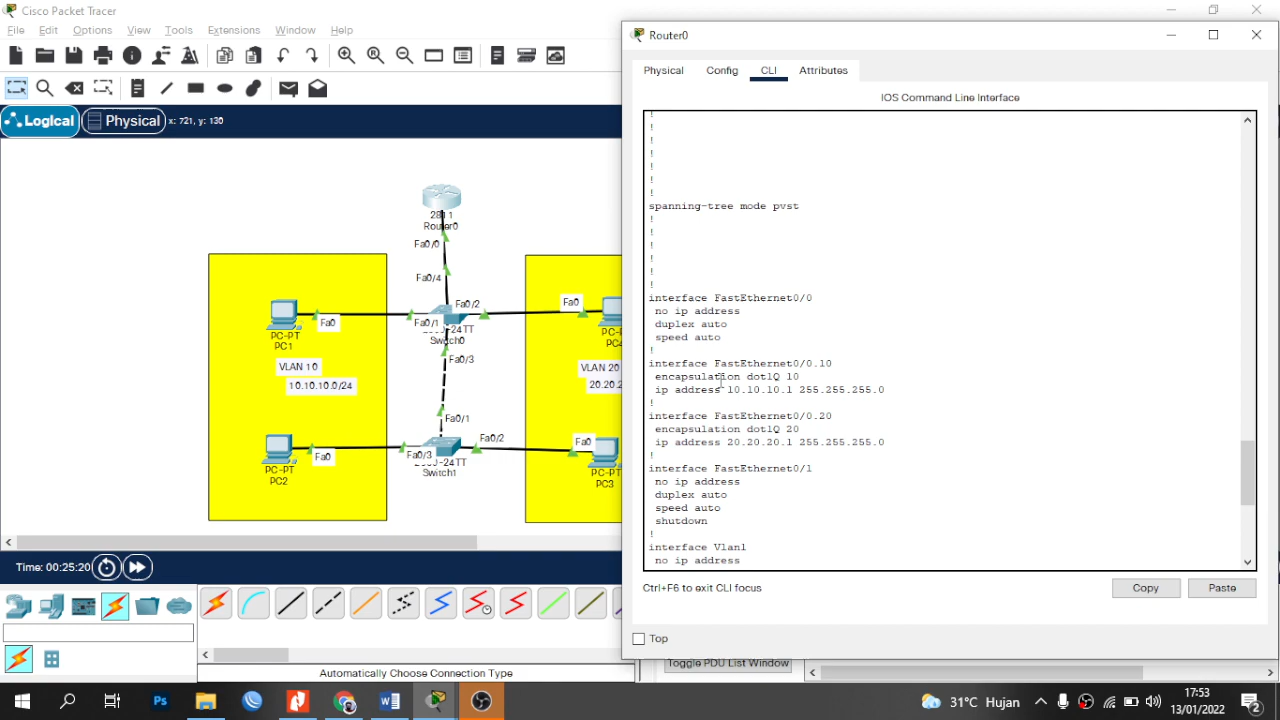 Cisco Packet Tracer
File Edit Options View Tools Extensions Window Help
Logical Physical x: 721, y: 130
2811
Router0
Fa0/0
Fa0/4
Fa0/2
Fa0
Fa0
Fa0/1
24TT
Switch0
PC-PT
PC1
Fa0/3
VLAN 10
10.10.10.0/24
VLAN 20
20.20.2
Fa0/1
Fa0/2
Fa0
Fa0
Fa0/3
24TT
Switch1
PC-PT
PC2
PC-PT
PC3
Time: 00:25:20
Automatically Choose Connection Type
Router0
Physical Config CLI Attributes
IOS Command Line Interface
!
!
!
!
!
!
!
spanning-tree mode pvst
!
!
!
!
!
!
interface FastEthernet0/0
no ip address
duplex auto
speed auto
!
interface FastEthernet0/0.10
encapsulation dot1Q 10
ip address 10.10.10.1 255.255.255.0
!
interface FastEthernet0/0.20
encapsulation dot1Q 20
ip address 20.20.20.1 255.255.255.0
!
interface FastEthernet0/1
no ip address
duplex auto
speed auto
shutdown
!
interface Vlan1
no ip address
Ctrl+F6 to exit CLI focus
Copy Paste
Top
Toggle PDU List Window
31°C Hujan
17:53
13/01/2022
2